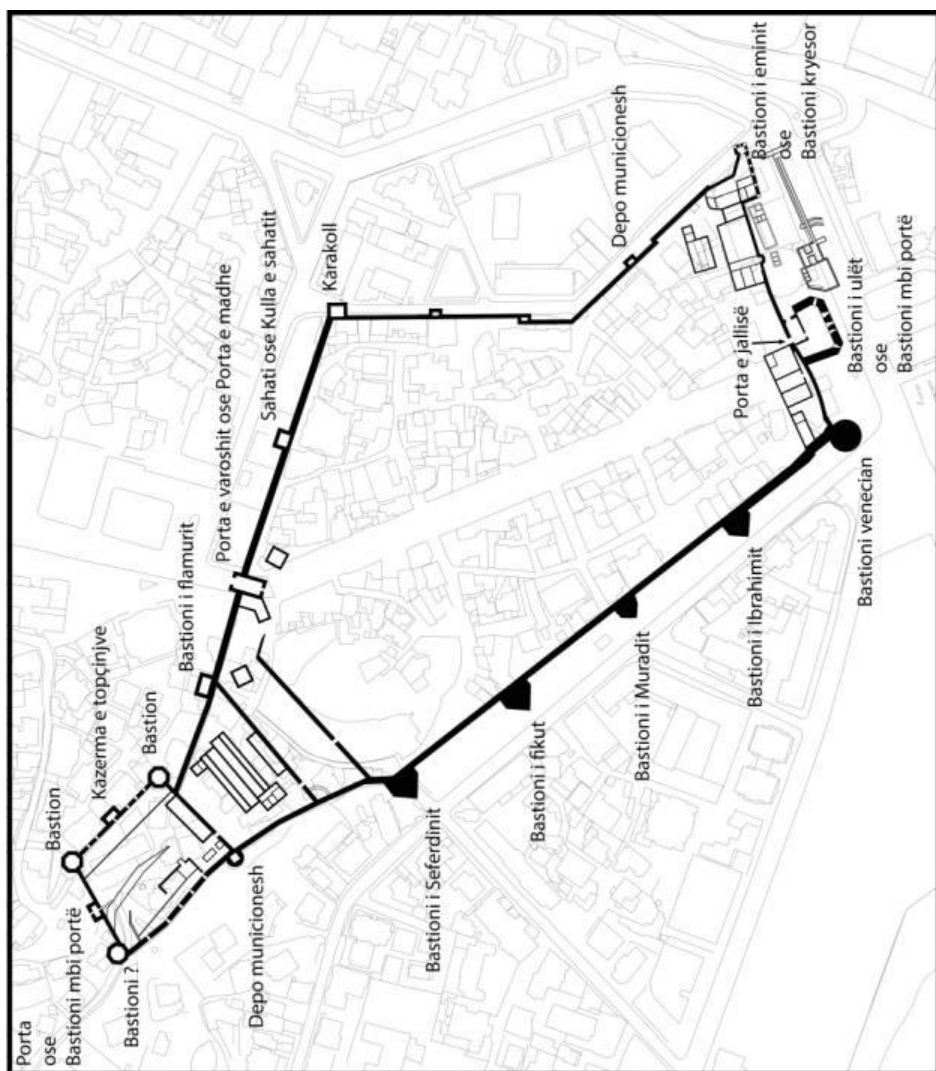 Porta
ose
Bastioni mbi portë
Bastion
Kazerma e topçinjve
Bastion
Bastioni ?
Bastioni i flamurit
Porta e varoshit ose Porta e madhe
Sahati ose Kulla e sahatit
Karakoll
Depo municionesh
Bastioni i Seferdinit
Bastioni i fikut
Depo municionesh
Bastioni i Muradit
Bastioni i Ibrahimit
Porta e jallisë
Bastioni i eminit
ose
Bastioni kryesor
Bastioni i ulët
ose
Bastioni mbi portë
Bastioni venecian